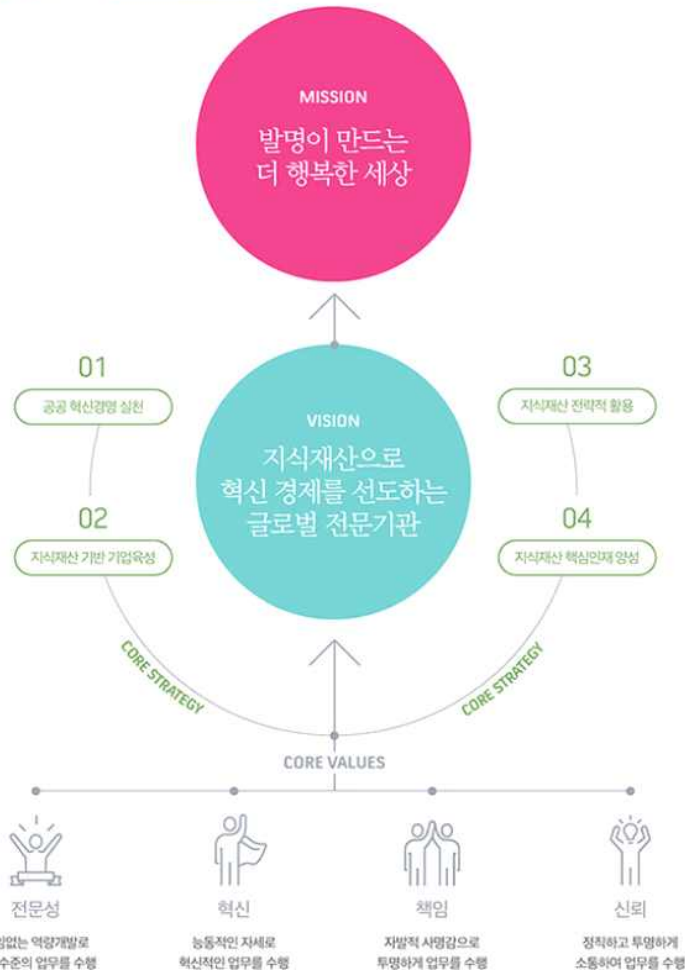 MISSION
발명이 만드는
더 행복한 세상
01
공공 혁신경영 실천
03
지식재산 전략적 활용
VISION
지식재산으로
혁신 경제를 선도하는
글로벌 전문기관
02
지식재산 기반 기업육성
04
지식재산 핵심인재 양성
CORE STRATEGY
CORE STRATEGY
CORE VALUES
전문성
혁신
책임
신뢰
역량개발로
수준의 업무를 수행
능동적인 자세로
혁신적인 업무를 수행
자발적 사명감으로
투명하게 업무를 수행
정직하고 투명하게
소통하여 업무를 수행